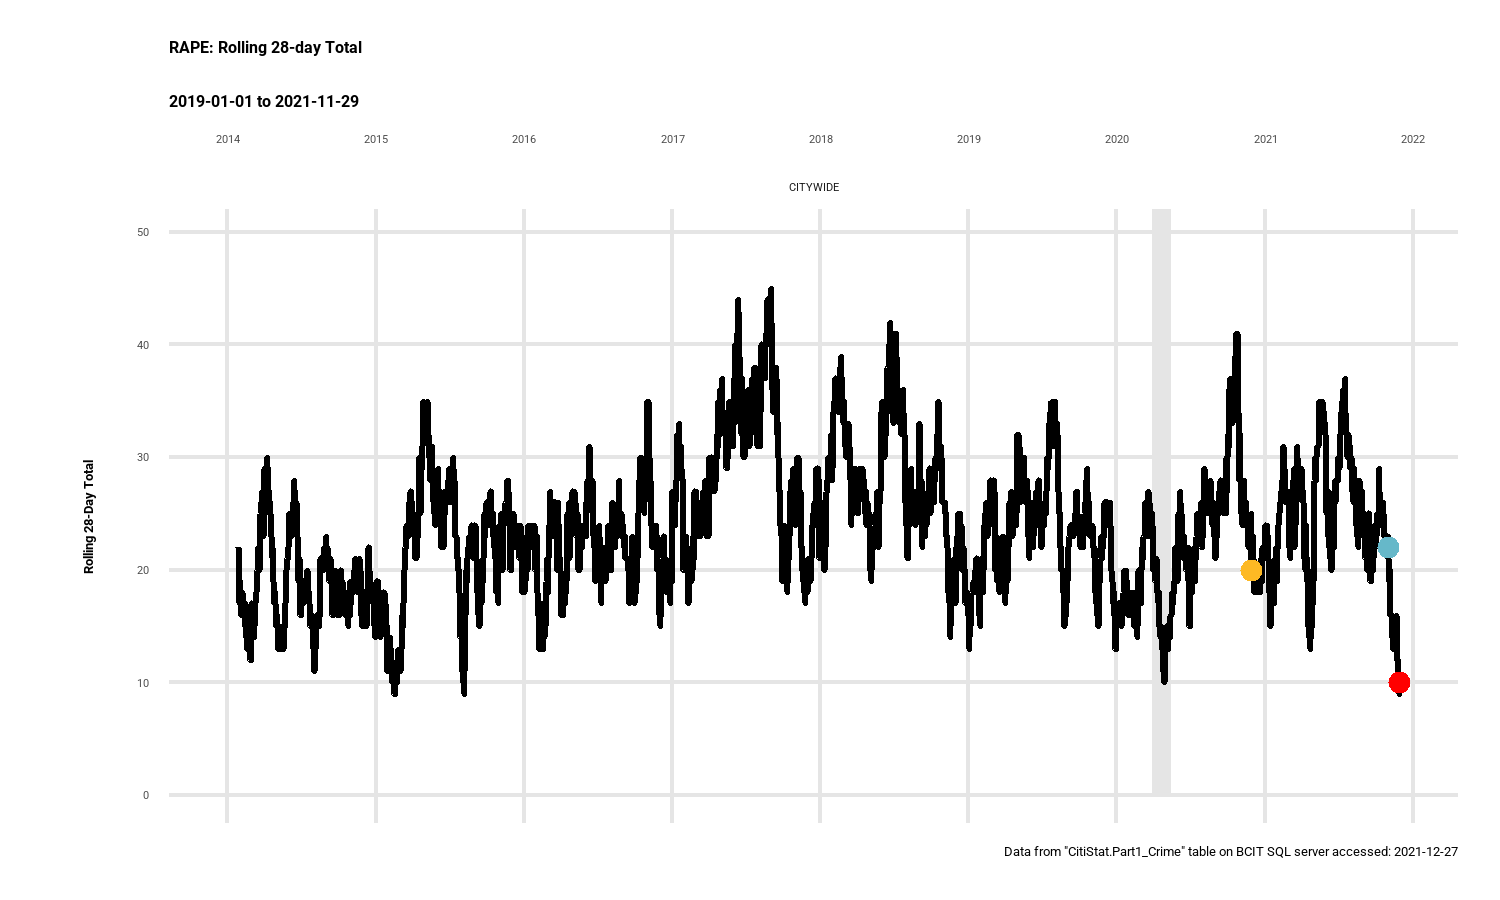 RAPE: Rolling 28-day Total
2019-01-01 to 2021-11-29
2014 2015 2016 2017 2018 2019 2020 2021 2022
CITYWIDE
50
40
30
20
10
0
Rolling 28-Day Total
Data from "CitiStat.Part1_Crime" table on BCIT SQL server accessed: 2021-12-27